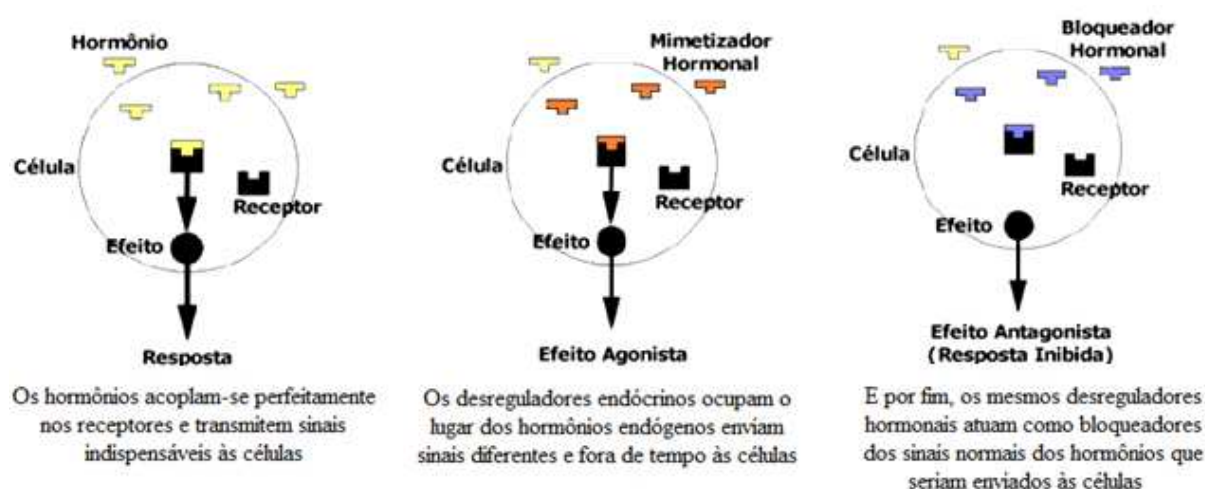 Hormônio
Célula
Receptor
Efeito
Resposta
Os hormônios acoplam-se perfeitamente
nos receptores e transmitem sinais
indispensáveis às células
Mimetizador
Hormonal
Célula
Receptor
Efeito
Efeito Agonista
Os desreguladores endócrinos ocupam o
lugar dos hormônios endógenos enviam
sinais diferentes e fora de tempo às células
Bloqueador
Hormonal
Célula
Receptor
Efeito
Efeito Antagonista
(Resposta Inibida)
E por fim, os mesmos desreguladores
hormonais atuam como bloqueadores
dos sinais normais dos hormônios que
seriam enviados às células